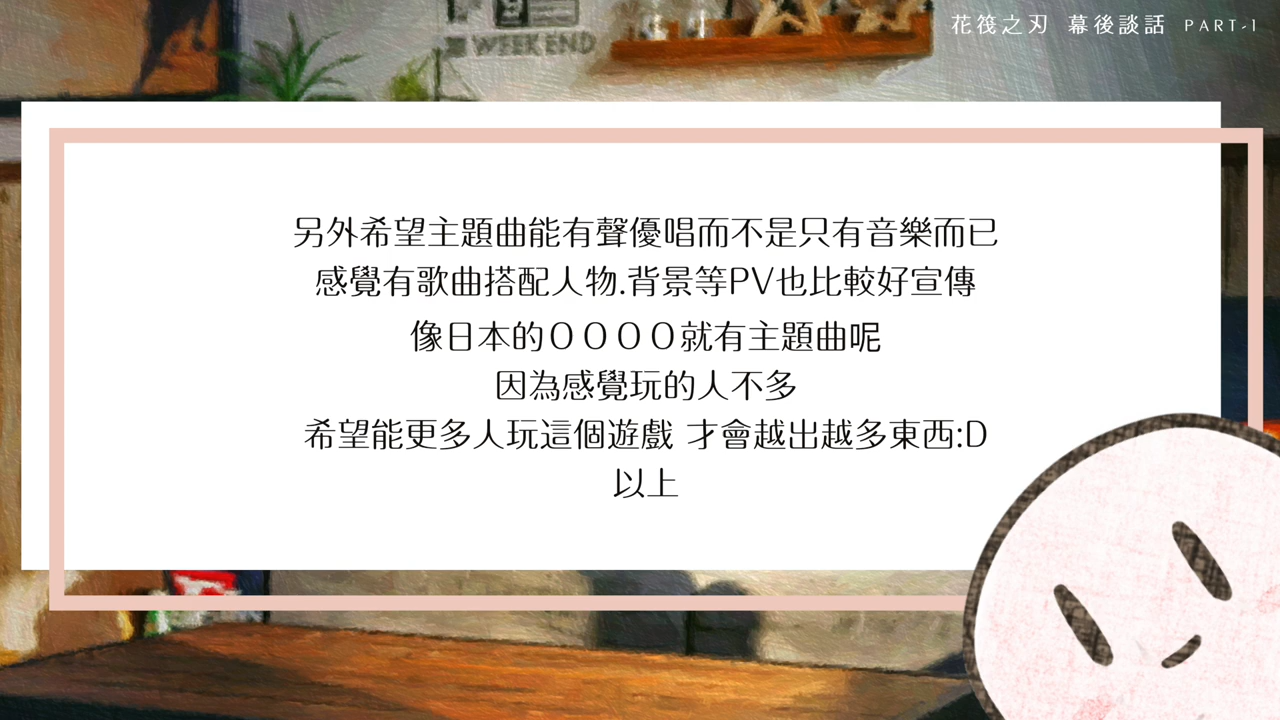 花筏之刃 幕後談話 PART-1
WEEKEND
另外希望主題曲能有聲優唱而不是只有音樂而已
感覺有歌曲搭配人物.背景等PV也比較好宣傳
像日本的ＯＯＯＯ就有主題曲呢
因為感覺玩的人不多
希望能更多人玩這個遊戲 才會越出越多東西:D
以上